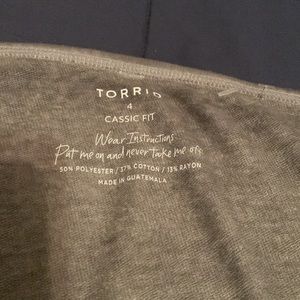 TORRID
4
CASSIC FIT
Wear Instructions
Put me on and never take me off.
50% POLYESTER / 37% COTTON / 13% RAYON
MADE IN GUATEMALA